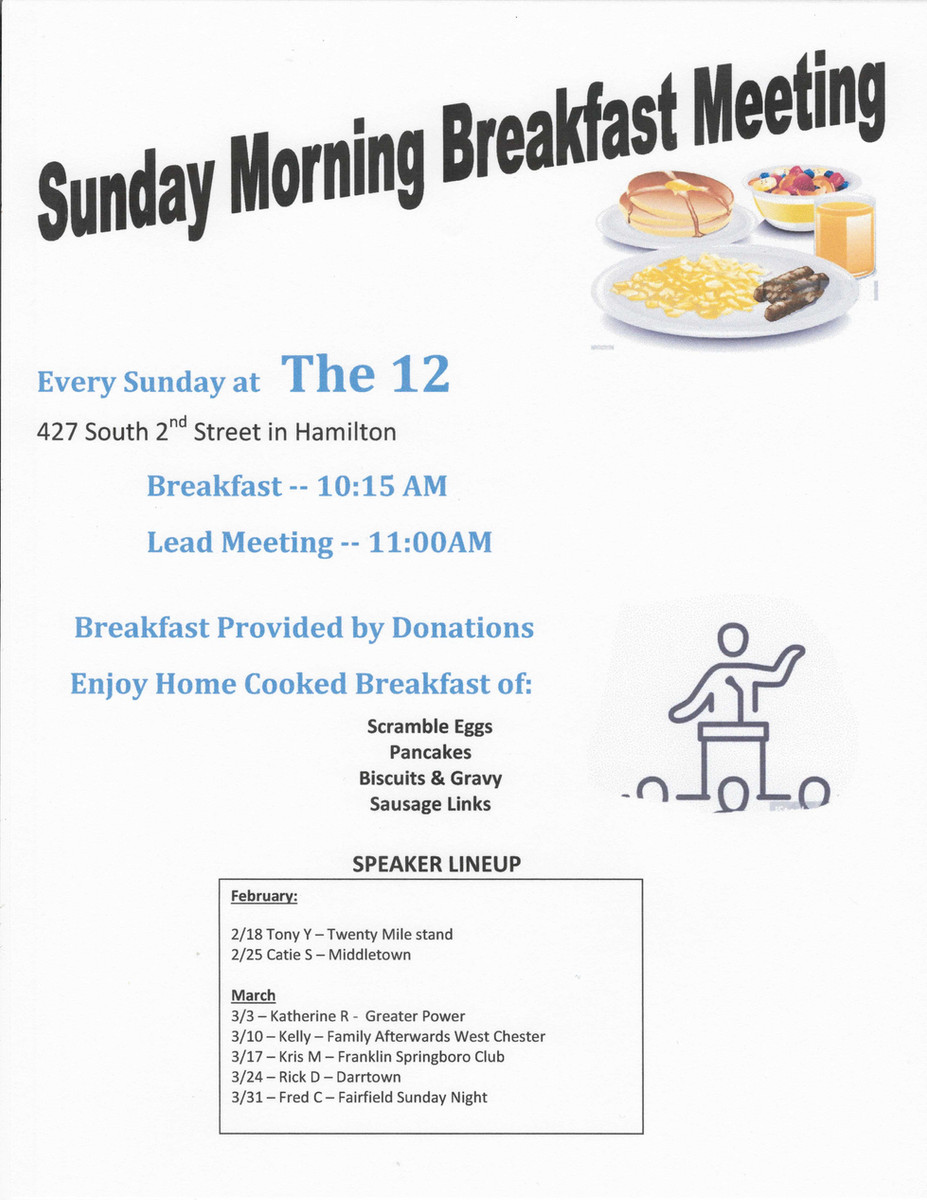 Sunday Morning Breakfast Meeting
Every Sunday at The 12
427 South 2nd Street in Hamilton
Breakfast -- 10:15 AM
Lead Meeting -- 11:00AM
Breakfast Provided by Donations
Enjoy Home Cooked Breakfast of:
Scramble Eggs
Pancakes
Biscuits & Gravy
Sausage Links
SPEAKER LINEUP
February:
2/18 Tony Y – Twenty Mile stand
2/25 Catie S – Middletown
March
3/3 – Katherine R - Greater Power
3/10 – Kelly – Family Afterwards West Chester
3/17 – Kris M – Franklin Springboro Club
3/24 – Rick D – Darrtown
3/31 – Fred C – Fairfield Sunday Night